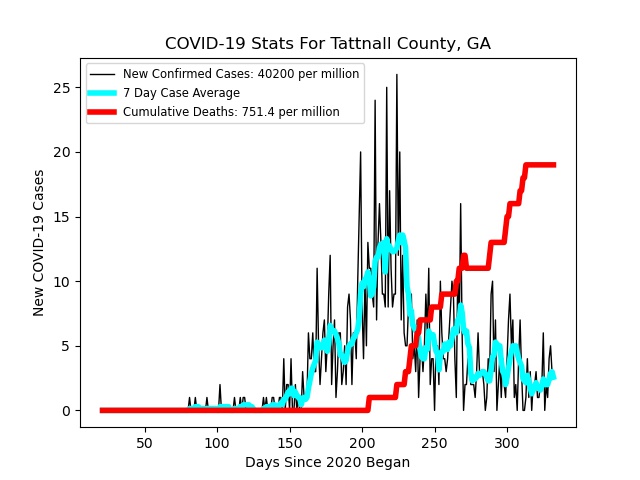 COVID-19 Stats For Tattnall County, GA
New Confirmed Cases: 40200 per million
7 Day Case Average
Cumulative Deaths: 751.4 per million
New COVID-19 Cases
25
20
15
10
5
0
50 100 150 200 250 300
Days Since 2020 Began